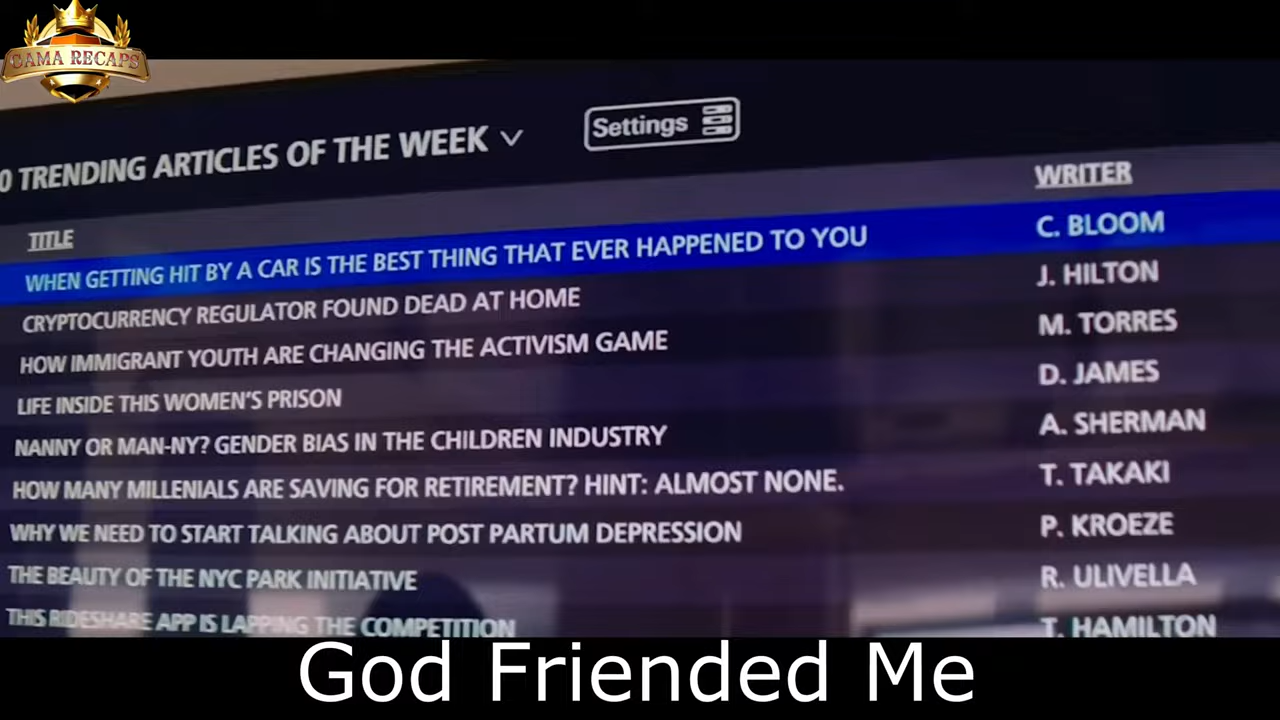 GAMA RECAPS
0 TRENDING ARTICLES OF THE WEEK
Settings
TITLE WRITER
WHEN GETTING HIT BY A CAR IS THE BEST THING THAT EVER HAPPENED TO YOU C. BLOOM
CRYPTOCURRENCY REGULATOR FOUND DEAD AT HOME J. HILTON
HOW IMMIGRANT YOUTH ARE CHANGING THE ACTIVISM GAME M. TORRES
LIFE INSIDE THIS WOMEN'S PRISON D. JAMES
NANNY OR MAN-NY? GENDER BIAS IN THE CHILDREN INDUSTRY A. SHERMAN
HOW MANY MILLENIALS ARE SAVING FOR RETIREMENT? HINT: ALMOST NONE. T. TAKAKI
WHY WE NEED TO START TALKING ABOUT POST PARTUM DEPRESSION P. KROEZE
THE BEAUTY OF THE NYC PARK INITIATIVE R. ULIVELLA
THIS RIDESHARE APP IS LAPPING THE COMPETITION T. HAMILTON
God Friended Me